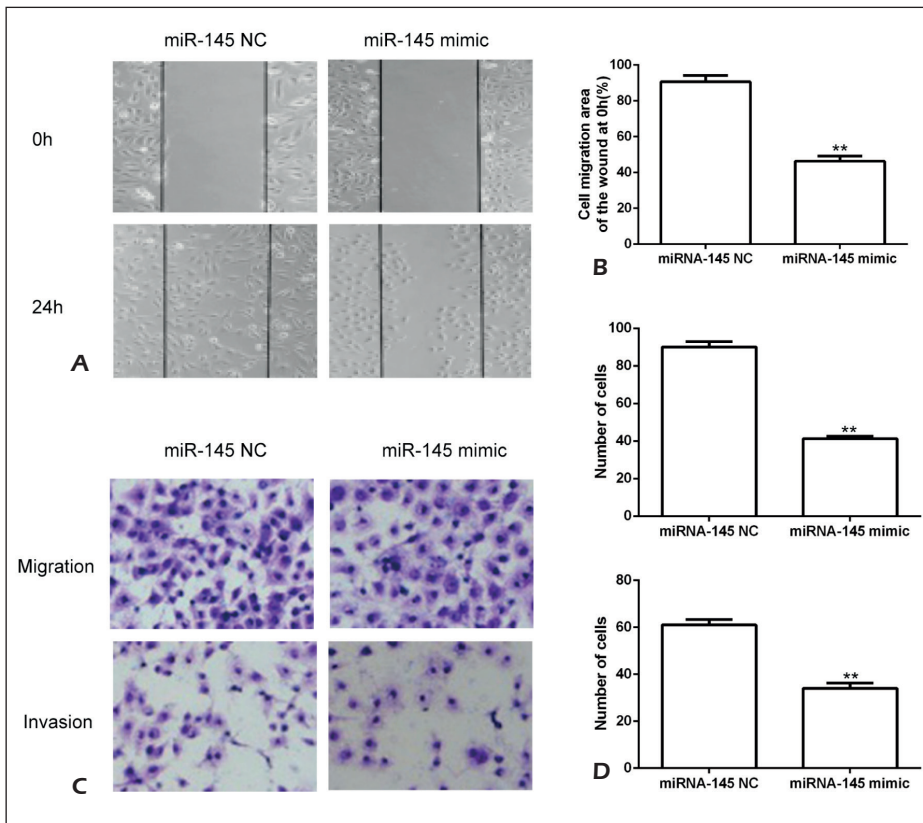 miR-145 NC miR-145 mimic
0h
24h
A
Cell migration area
of the wound at 0h(%)
100
80
60
40
20
0
**
miRNA-145 NC miRNA-145 mimic
B
miR-145 NC miR-145 mimic
Migration
Invasion
C
Number of cells
100
80
60
40
20
0
**
miRNA-145 NC miRNA-145 mimic
Number of cells
80
60
40
20
0
**
miRNA-145 NC miRNA-145 mimic
D